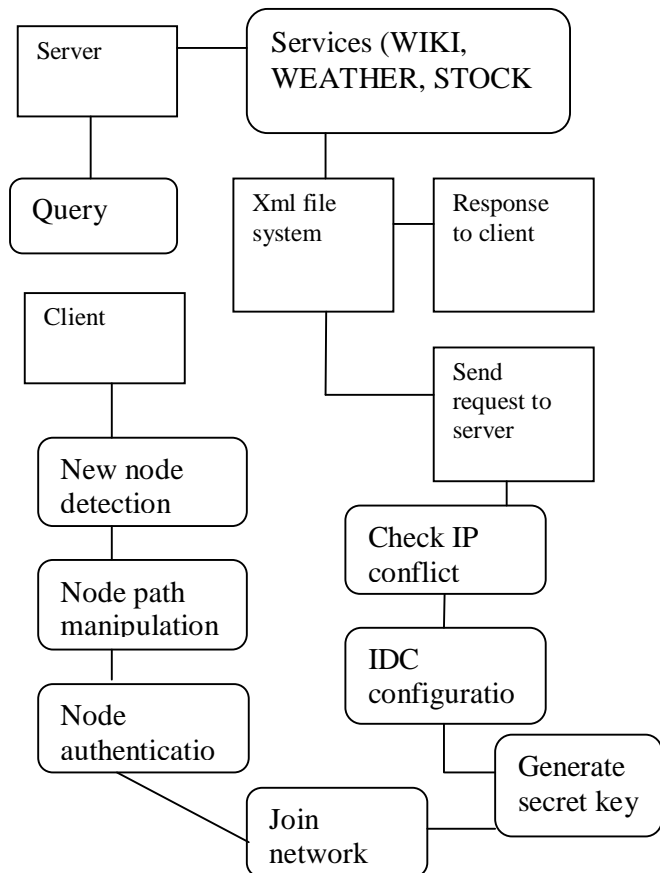 Server
Services (WIKI,
WEATHER, STOCK
Query
Xml file
system
Response
to client
Client
Send
request to
server
New node
detection
Check IP
conflict
Node path
manipulation
IDC
configuratio
Node
authenticatio
Generate
secret key
Join
network